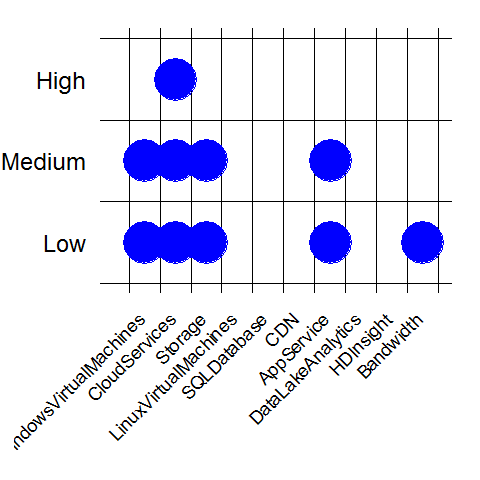 High
Medium
Low
ndowsVirtualMachines
CloudServices
Storage
LinuxVirtualMachines
SQLDatabase
CDN
AppService
DataLakeAnalytics
HDInsight
Bandwidth